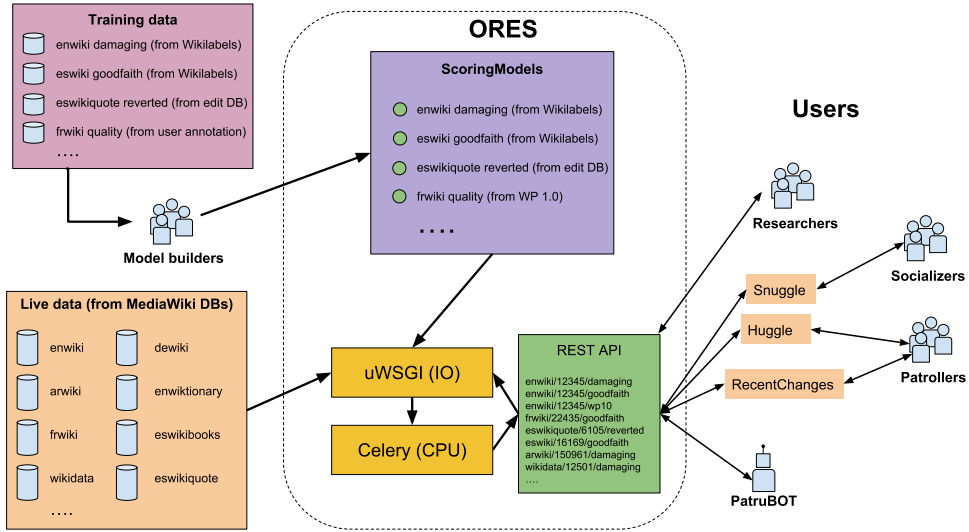 Training data
enwiki damaging (from Wikilabels)
eswiki goodfaith (from Wikilabels)
eswikiquote reverted (from edit DB)
frwiki quality (from user annotation)
....
Model builders
Live data (from MediaWiki DBs)
enwiki
dewiki
arwiki
enwiktionary
frwiki
eswikibooks
wikidata
eswikiquote
....
ORES
ScoringModels
enwiki damaging (from Wikilabels)
eswiki goodfaith (from Wikilabels)
eswikiquote reverted (from edit DB)
frwiki quality (from WP 1.0)
....
uWSGI (IO)
Celery (CPU)
REST API
enwiki/12345/damaging
enwiki/12345/goodfaith
enwiki/12345/wp10
frwiki/22435/goodfaith
eswikiquote/6105/reverted
eswiki/16169/goodfaith
arwiki/150961/damaging
wikidata/12501/damaging
....
Users
Researchers
Socializers
Snuggle
Huggle
RecentChanges
Patrollers
PatruBOT